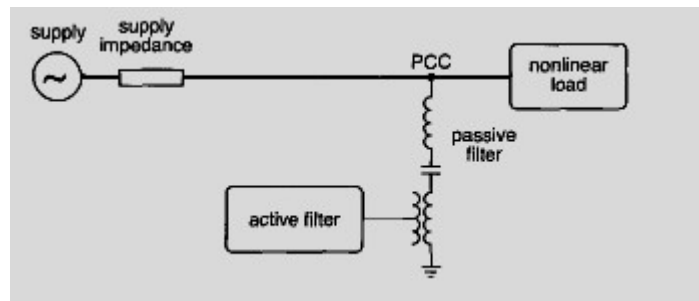 supply
supply
impedance
PCC
nonlinear
load
passive
filter
active filter